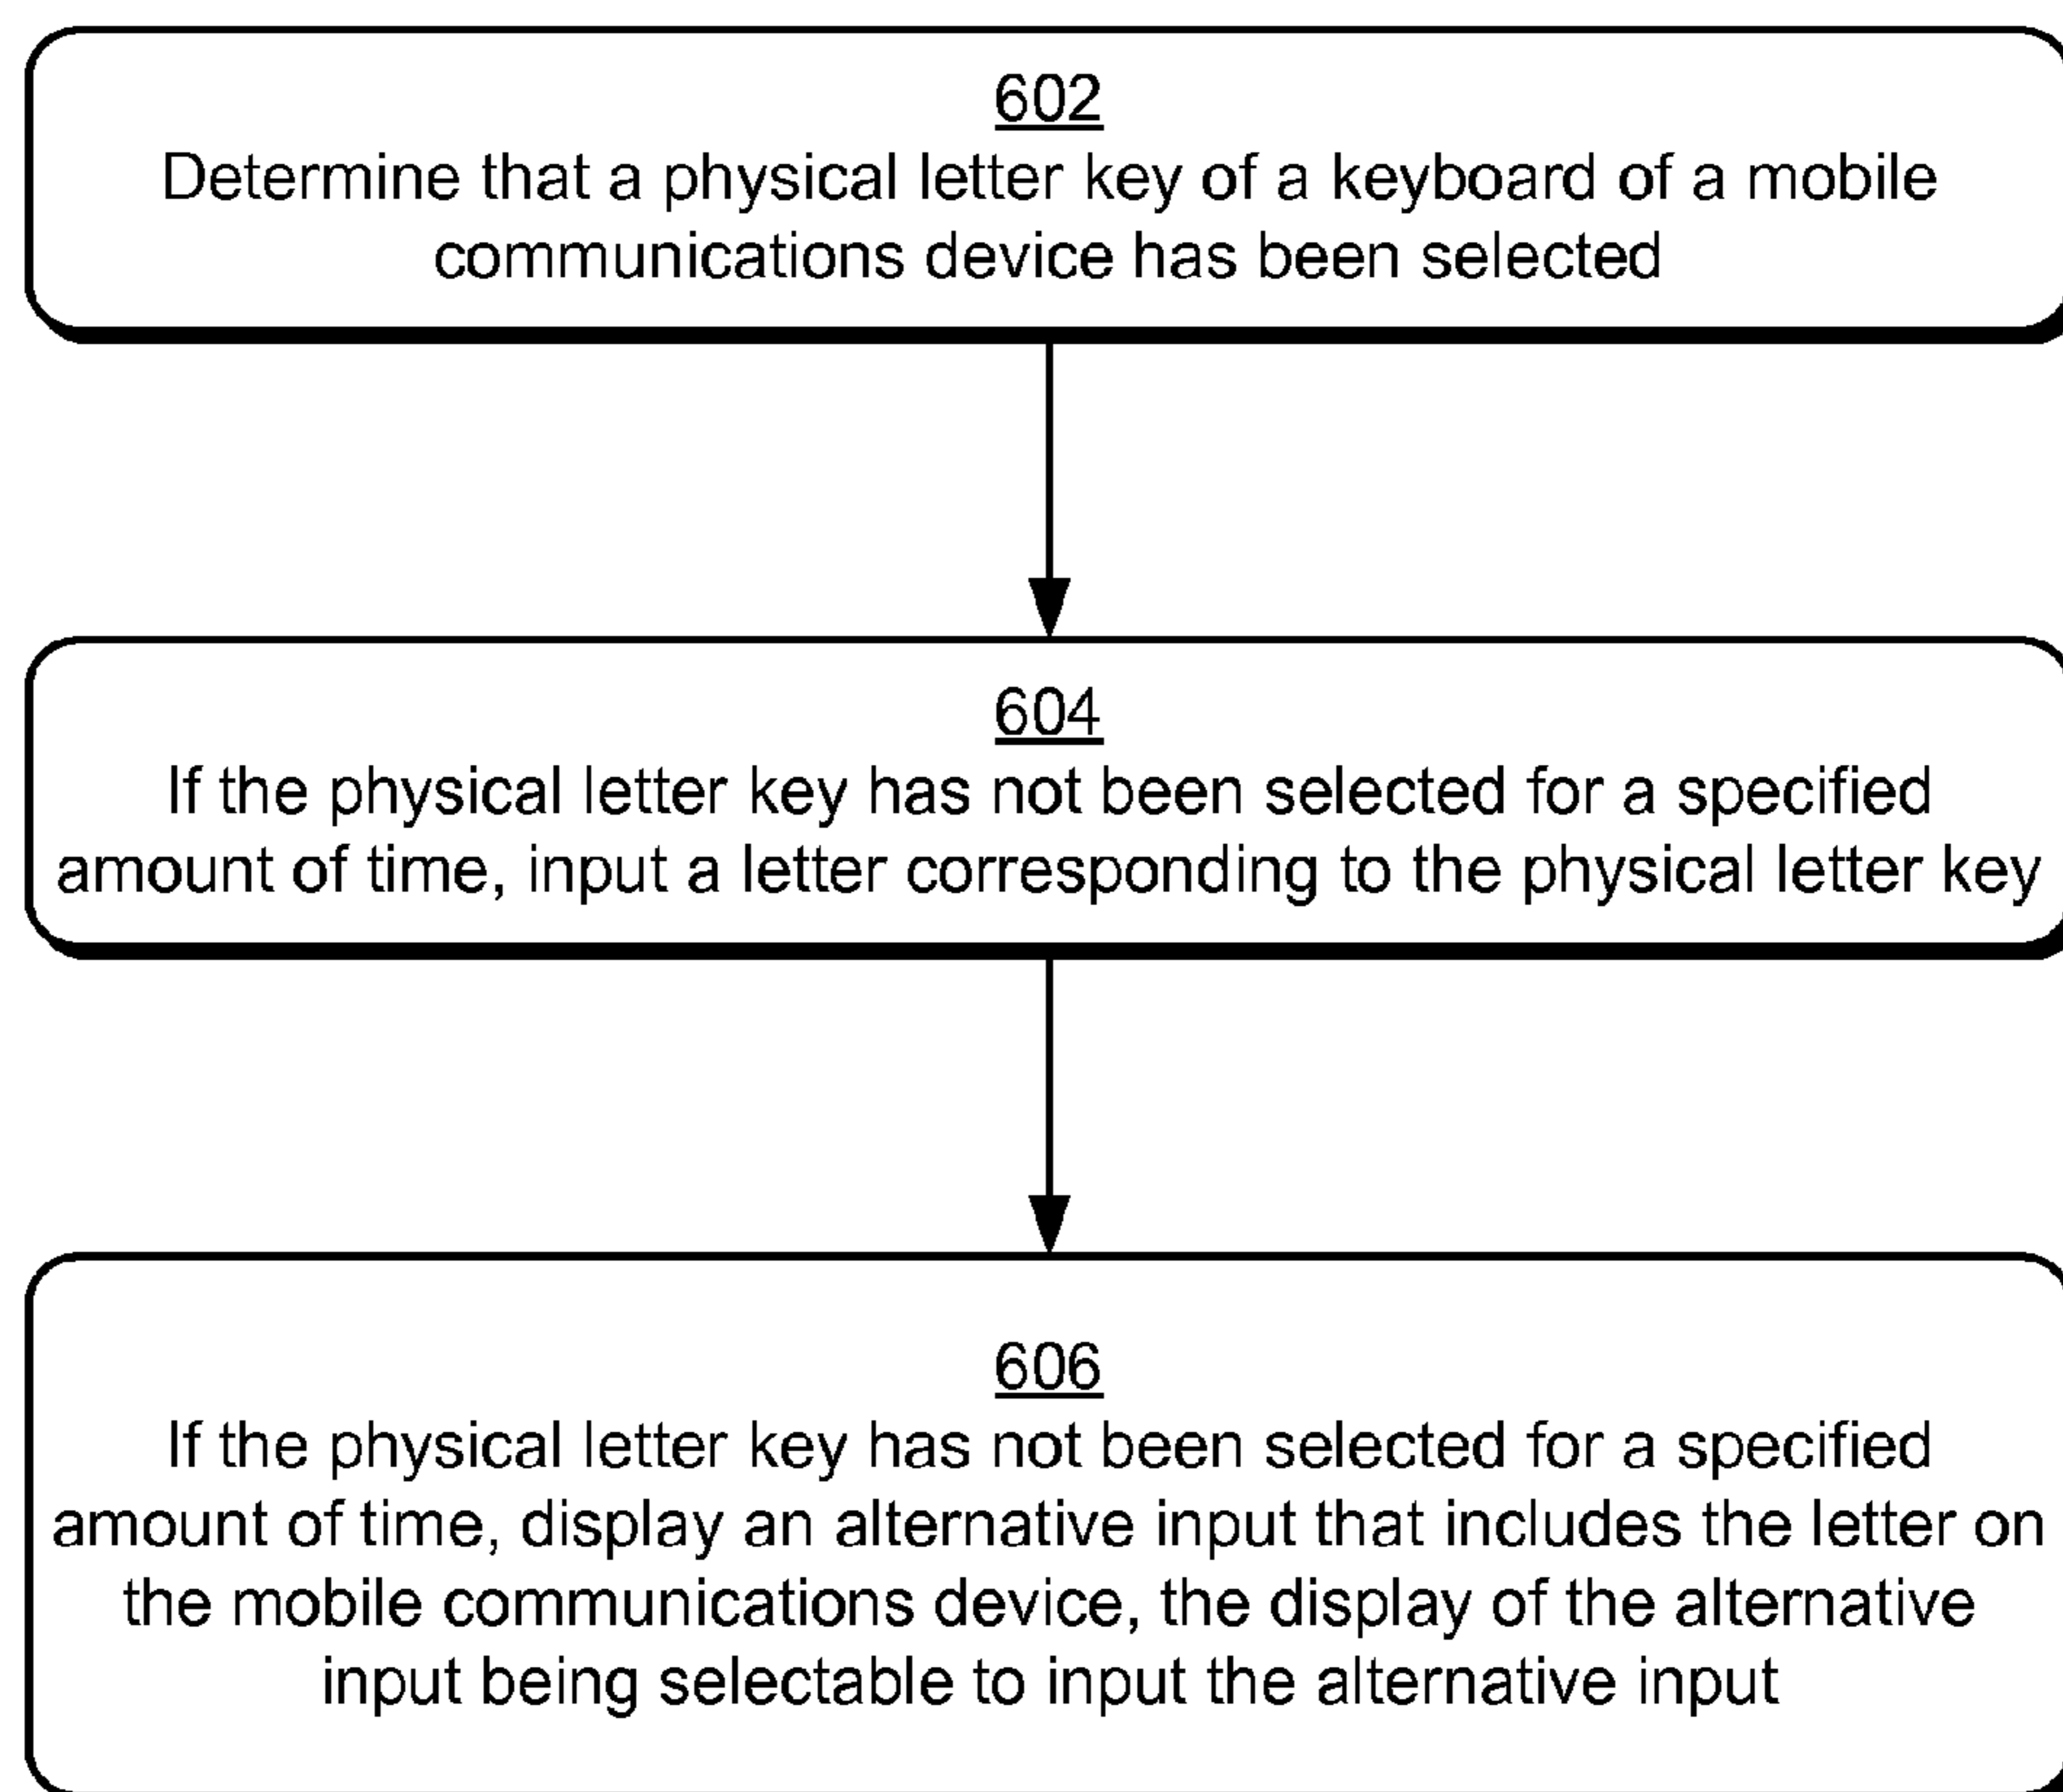 602
Determine that a physical letter key of a keyboard of a mobile
communications device has been selected
604
If the physical letter key has not been selected for a specified
amount of time, input a letter corresponding to the physical letter key
606
If the physical letter key has not been selected for a specified
amount of time, display an alternative input that includes the letter on
the mobile communications device, the display of the alternative
input being selectable to input the alternative input